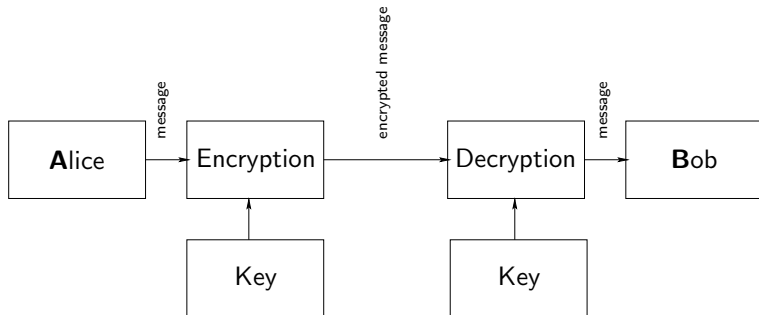 message
encrypted message
message
Alice
Encryption
Decryption
Bob
Key
Key